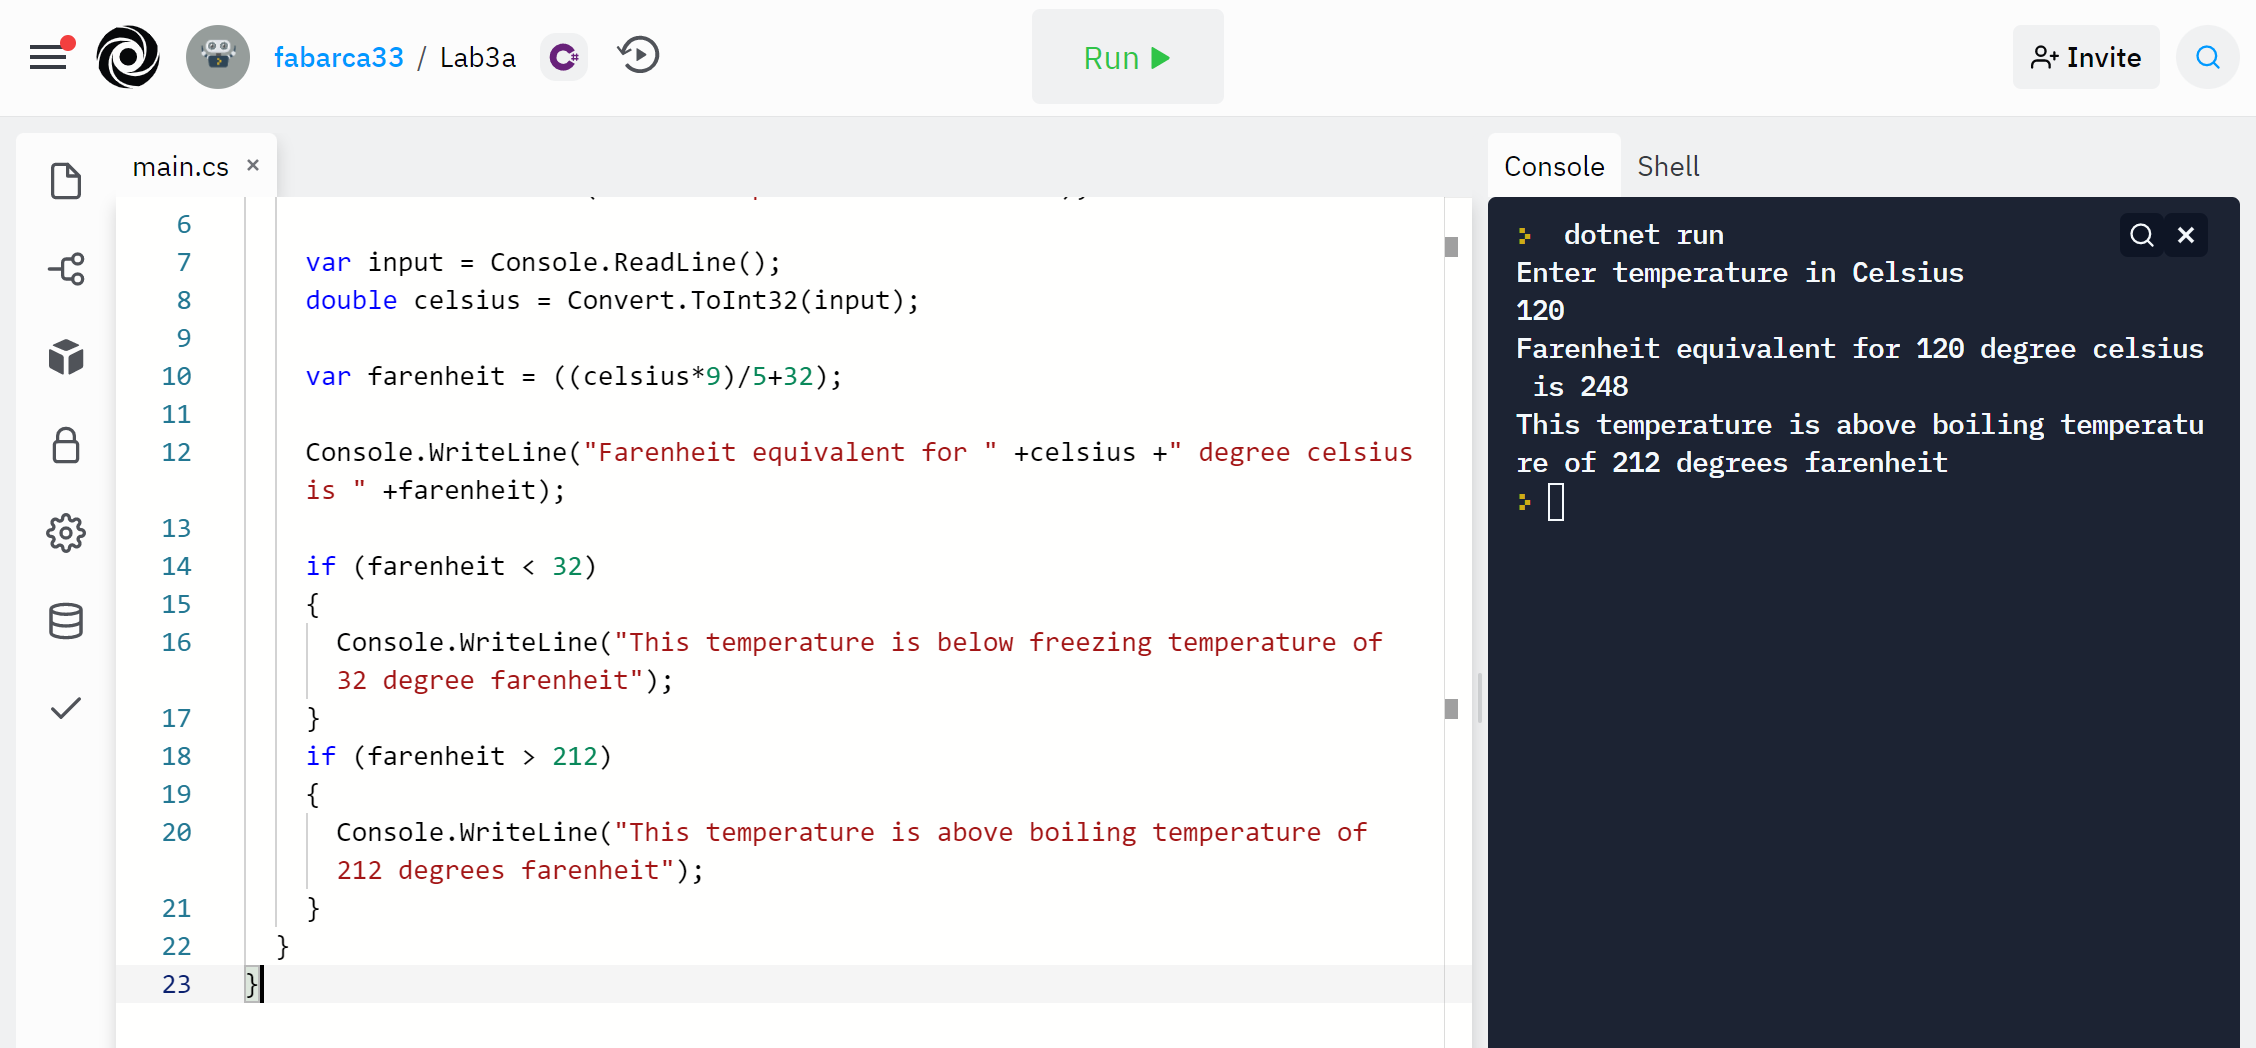 fabarca33 / Lab3a
Run
Invite
main.cs ×
Console Shell
6
7 var input = Console.ReadLine();
8 double celsius = Convert.ToInt32(input);
9
10 var farenheit = ((celsius*9)/5+32);
11
12 Console.WriteLine("Farenheit equivalent for " +celsius +" degree celsius
is " +farenheit);
13
14 if (farenheit < 32)
15 {
16 Console.WriteLine("This temperature is below freezing temperature of
32 degree farenheit");
17 }
18 if (farenheit > 212)
19 {
20 Console.WriteLine("This temperature is above boiling temperature of
212 degrees farenheit");
21 }
22 }
23 }
dotnet run
Enter temperature in Celsius
120
Farenheit equivalent for 120 degree celsius
is 248
This temperature is above boiling temperatu
re of 212 degrees farenheit